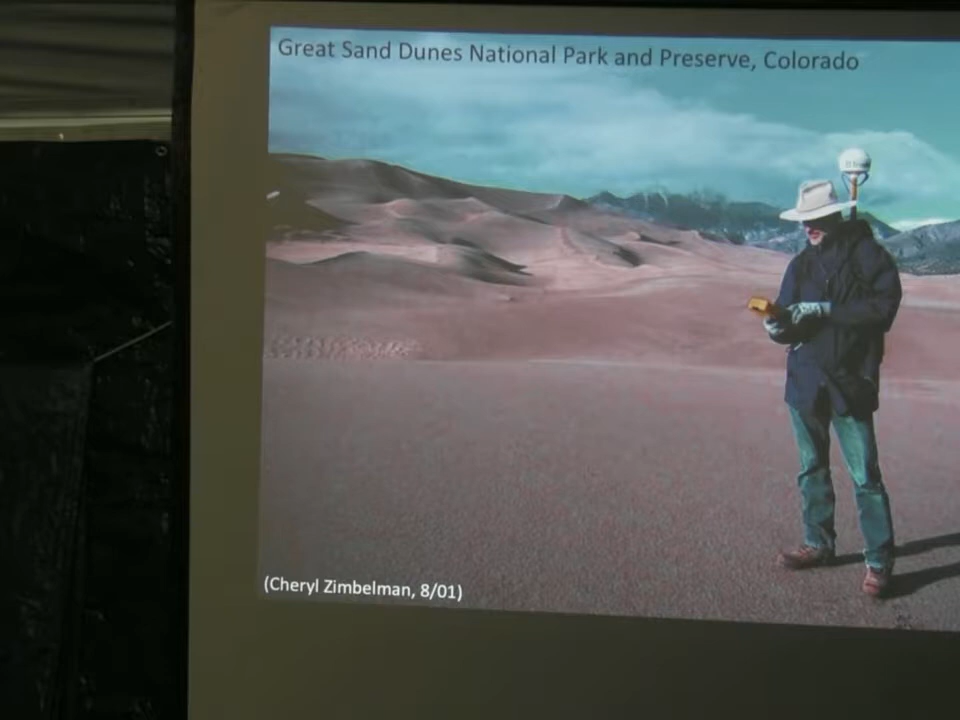 Great Sand Dunes National Park and Preserve, Colorado
(Cheryl Zimbelman, 8/01)